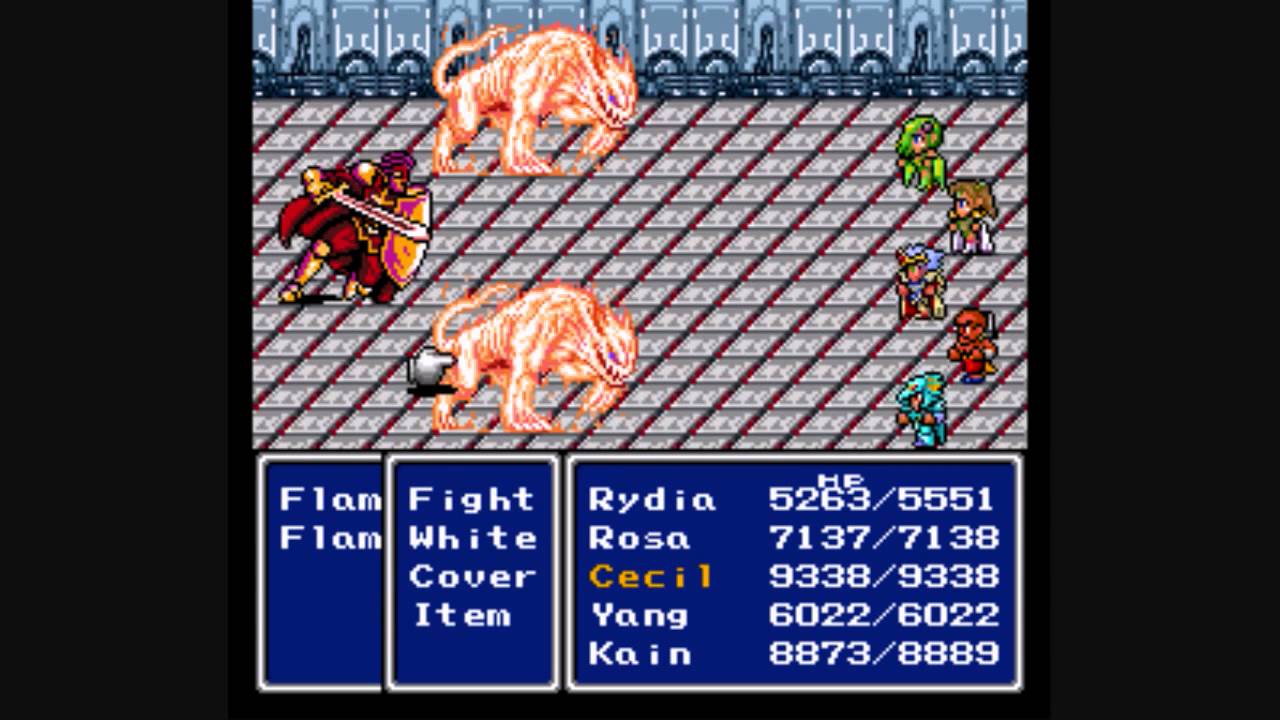 Flam
Flam
Fight
White
Cover
Item
HP
Rydia 5263/5551
Rosa 7137/7138
Cecil 9338/9338
Yang 6022/6022
Kain 8873/8889